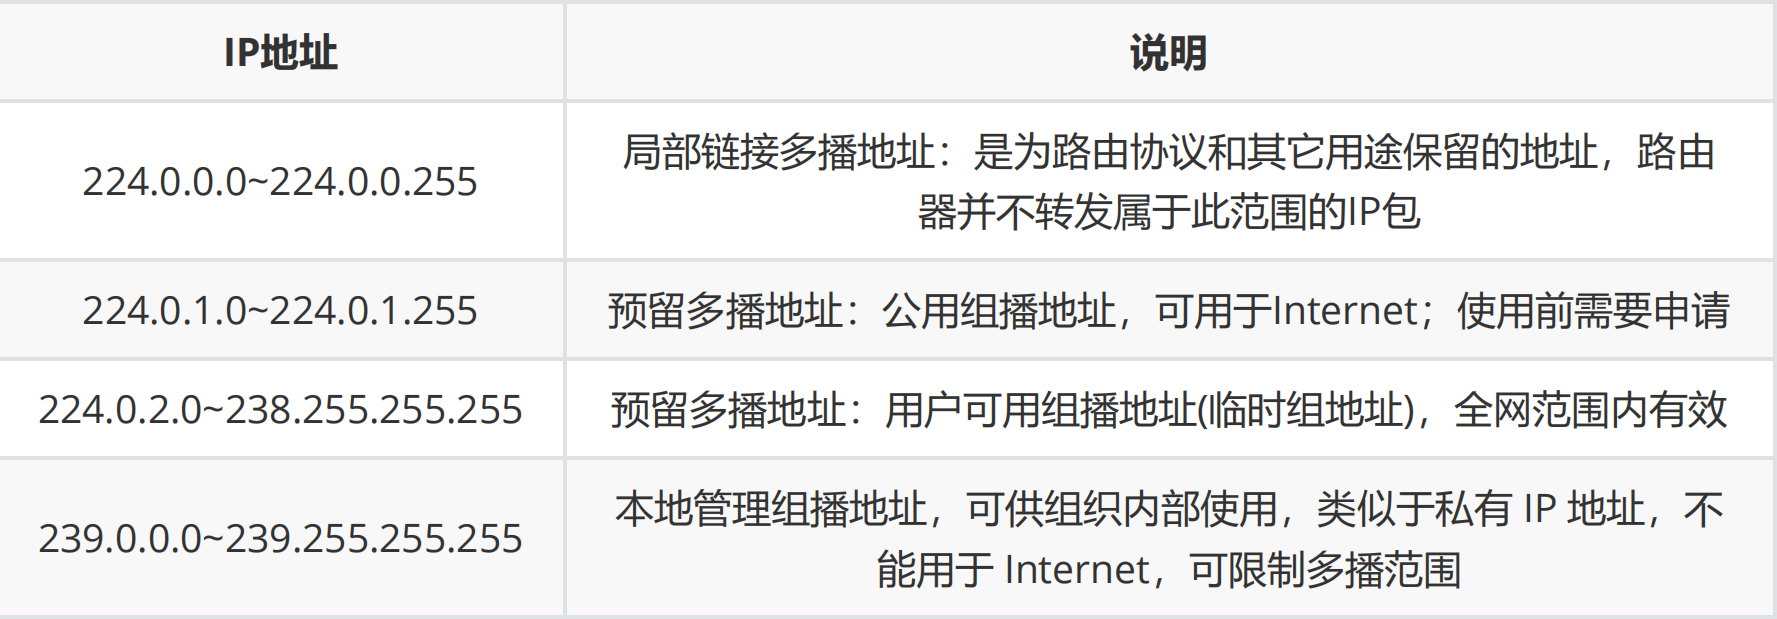 IP地址
说明
224.0.0.0~224.0.0.255
局部链接多播地址：是为路由协议和其它用途保留的地址，路由
器并不转发属于此范围的IP包
224.0.1.0~224.0.1.255
预留多播地址：公用组播地址，可用于Internet；使用前需要申请
224.0.2.0~238.255.255.255
预留多播地址：用户可用组播地址(临时组地址)，全网范围内有效
239.0.0.0~239.255.255.255
本地管理组播地址，可供组织内部使用，类似于私有 IP 地址，不
能用于 Internet，可限制多播范围